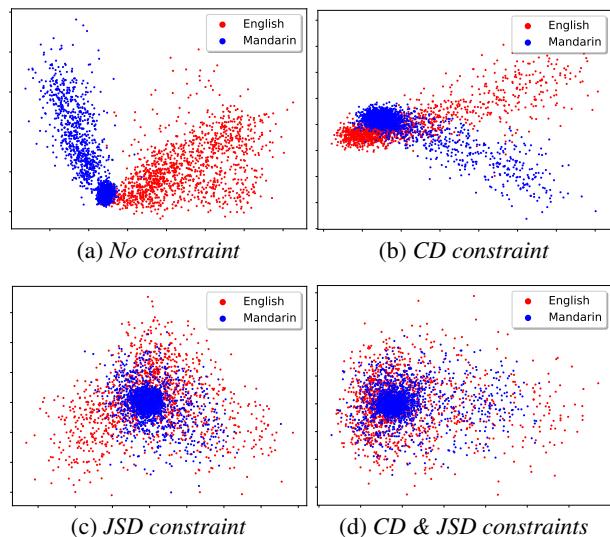 English
Mandarin
(a) No constraint
English
Mandarin
(b) CD constraint
English
Mandarin
(c) JSD constraint
English
Mandarin
(d) CD & JSD constraints